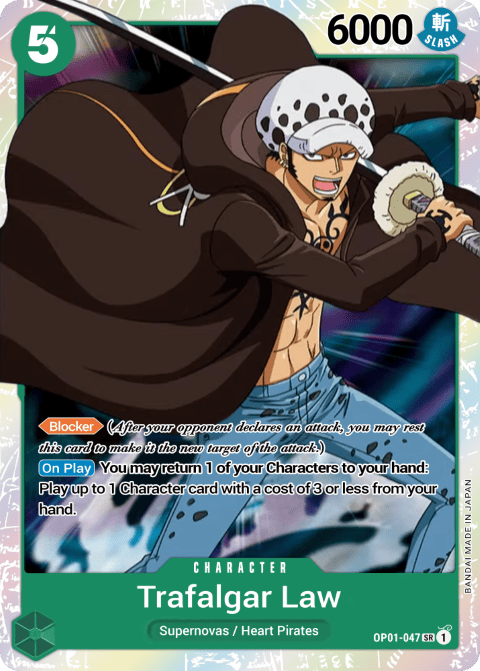 5
6000
斬
SLASH
Blocker (After your opponent declares an attack, you may rest
this card to make it the new target of the attack.)
On Play You may return 1 of your Characters to your hand:
Play up to 1 Character card with a cost of 3 or less from your
hand.
BANDAI MADE IN JAPAN
CHARACTER
Trafalgar Law
Supernovas / Heart Pirates
OP01-047 SR 1